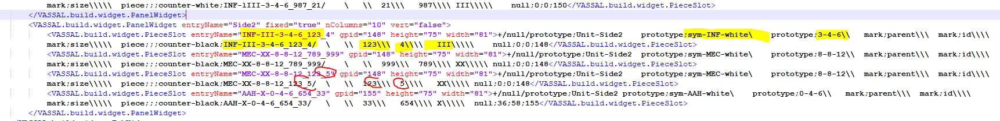 mark;size\\\\\  piece;;;counter-white;INF-lIII-3-4-6_987_21/    \   \\  21\\\   987\\\\ III\\\\\    null;0;0;150</VASSAL.build.widget.PieceSlot>
</VASSAL.build.widget.PanelWidget>
<VASSAL.build.widget.PanelWidget entryName="Side2" fixed="true" nColumns="10" vert="false">
<VASSAL.build.widget.PieceSlot entryName="INF-III-3-4-6_123_4" gpid="148" height="75" width="81">+/null/prototype;Unit-Side2   prototype;sym-INF-white\    prototype;3-4-6\\   mark;parent\\\  mark;id\\\\
mark;size\\\\\  piece;;;counter-black;INF-III-3-4-6_123_4/  \   \\  123\\\  4\\\\   III\\\\\    null;0;0;148</VASSAL.build.widget.PieceSlot>
<VASSAL.build.widget.PieceSlot entryName="MEC-XX-8-8-12_789_999" gpid="148" height="75" width="81">+/null/prototype;Unit-Side2 prototype;sym-MEC-white\    prototype;8-8-12\\  mark;parent\\\  mark;id\\\\
mark;size\\\\\  piece;;;counter-black;MEC-XX-8-8-12_789_999/    \   \\  999\\\  789\\\\ XX\\\\\ null;0;0;148</VASSAL.build.widget.PieceSlot>
<VASSAL.build.widget.PieceSlot entryName="MEC-XX-8-8-12_123_5" gpid="148" height="75" width="81">+/null/prototype;Unit-Side2   prototype;sym-MEC-white\    prototype;8-8-12\\  mark;parent\\\  mark;id\\\\
mark;size\\\\\  piece;;;counter-black;MEC-XX-8-8-12_123_5/  \   \\  123\\\  5\\\\   XX\\\\\ null;0;0;148</VASSAL.build.widget.PieceSlot>
<VASSAL.build.widget.PieceSlot entryName="AAH-X-0-4-6_654_33" gpid="155" height="75" width="81">+/null/prototype;Unit-Side2 prototype;sym-AAH-white\    prototype;0-4-6\\   mark;parent\\\  mark;id\\\\
mark;size\\\\\  piece;;;counter-black;AAH-X-0-4-6_654_33/   \   \\  33\\\   654\\\\ X\\\\\  null;36;58;155</VASSAL.build.widget.PieceSlot>
</VASSAL.build.widget.PanelWidget>